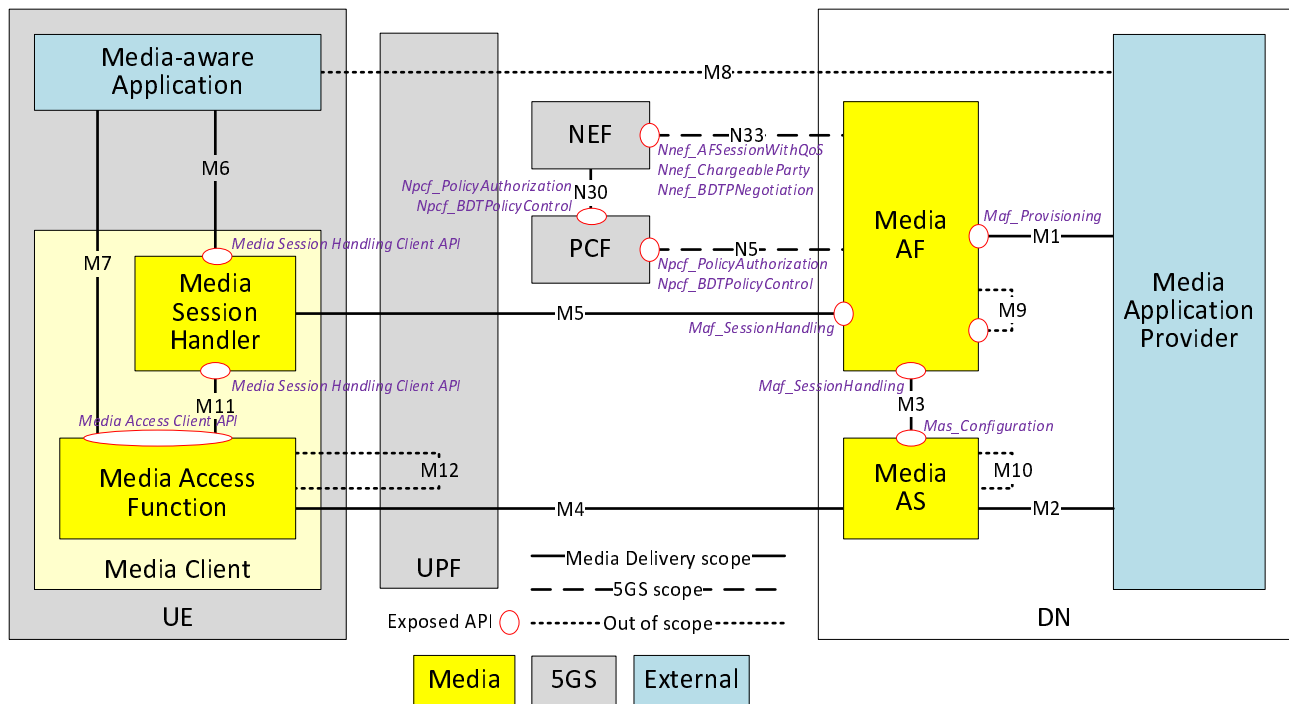 Media-aware
Application
M8
NEF
N33
Nnef_AFSessionWithQoS
Nnef_ChargeableParty
Nnef_BDTPNegotiation
M6
Npcf_PolicyAuthorization
Npcf_BDTPolicyControl
N30
Media
AF
Maf_Provisioning
M1
Media Session Handling Client API
PCF
N5
Npcf_PolicyAuthorization
Npcf_BDTPolicyControl
M7
Media
Session
Handler
M5
Maf_SessionHandling
M9
Media
Application
Provider
Media Session Handling Client API
Maf_SessionHandling
M11
M3
Media Access Client API
Mas_Configuration
Media Access
Function
M12
Media
AS
M10
M4
M2
Media Client
UPF
Media Delivery scope
5GS scope
UE
Exposed API
Out of scope
DN
Media
5GS
External